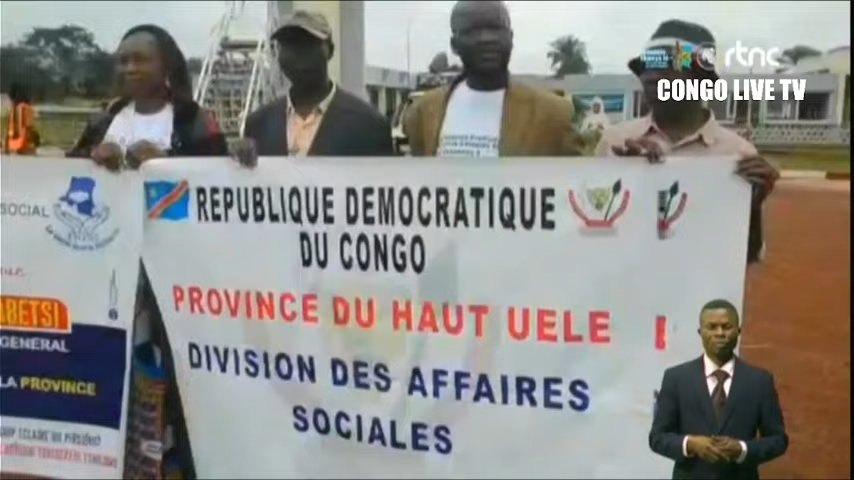 rtnc
CONGO LIVE TV
SOCIAL
ABETSI
GENERAL
LA PROVINCE
REPUBLIQUE DEMOCRATIQUE
DU CONGO
PROVINCE DU HAUT UELE
DIVISION DES AFFAIRES
SOCIALES